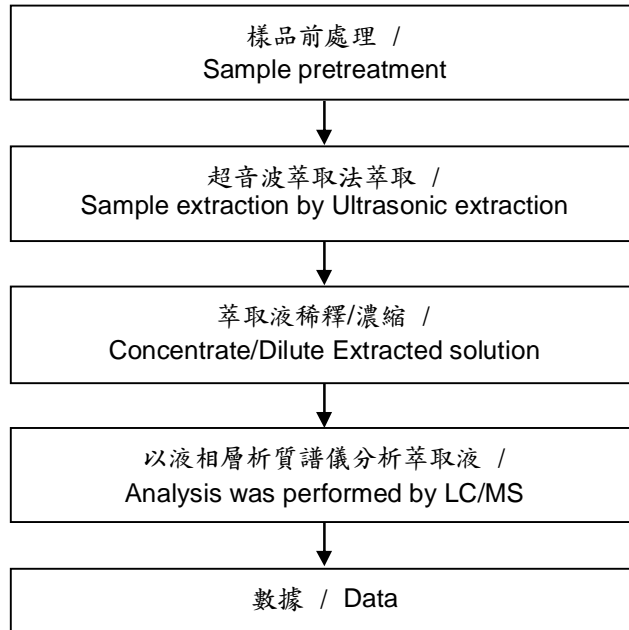 樣品前處理 /
Sample pretreatment
超音波萃取法萃取 /
Sample extraction by Ultrasonic extraction
萃取液稀釋/濃縮 /
Concentrate/Dilute Extracted solution
以液相層析質譜儀分析萃取液 /
Analysis was performed by LC/MS
數據 / Data